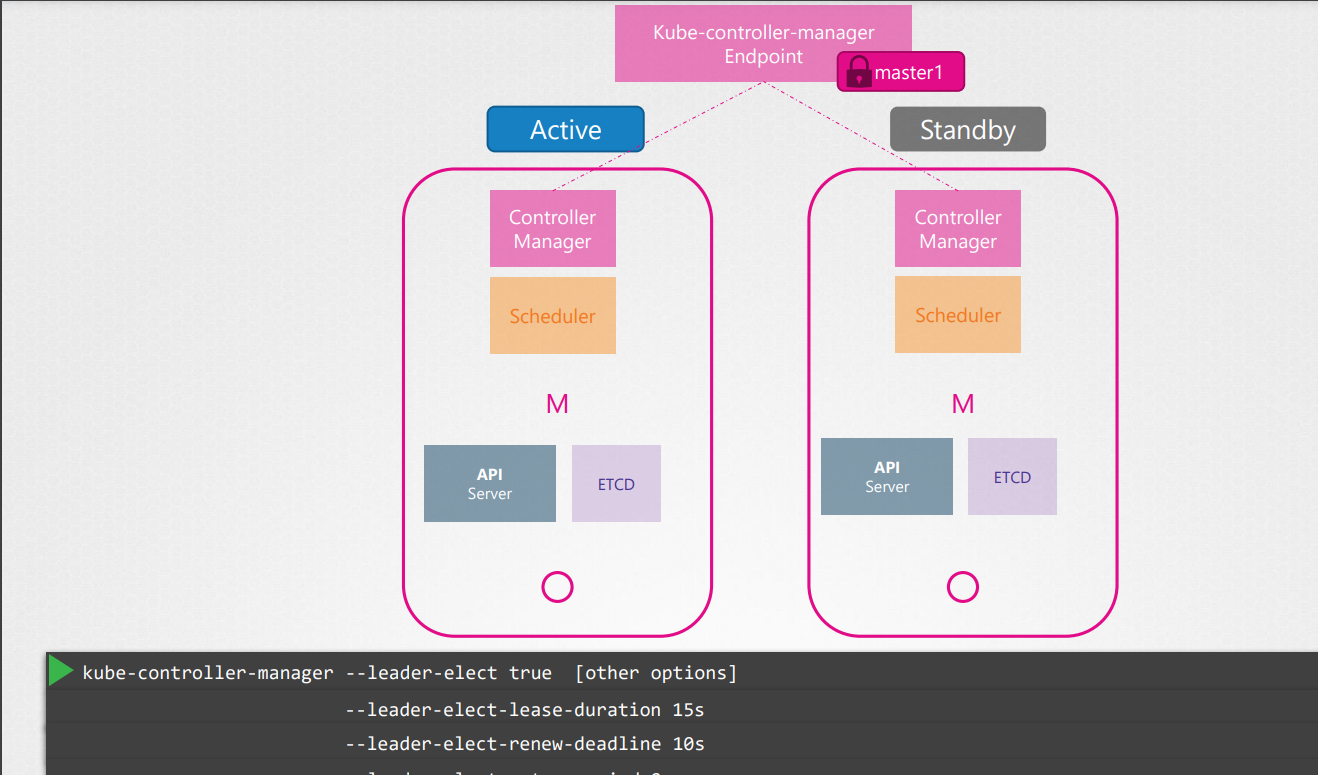 Kube-controller-manager
Endpoint
master1
Active
Standby
Controller
Manager
Controller
Manager
Scheduler
Scheduler
M
M
API
Server
ETCD
API
Server
ETCD
kube-controller-manager --leader-elect true [other options]
--leader-elect-lease-duration 15s
--leader-elect-renew-deadline 10s